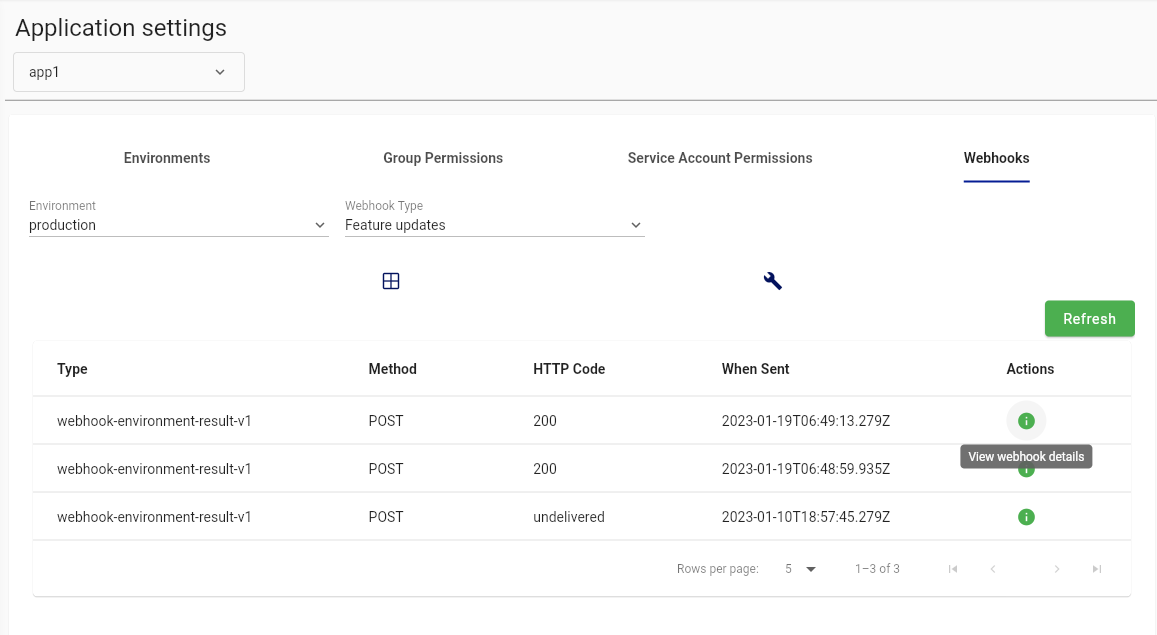 Application settings
app1
Environments Group Permissions Service Account Permissions Webhooks
Environment Webhook Type
production Feature updates
Refresh
Type Method HTTP Code When Sent Actions
webhook-environment-result-v1 POST 200 2023-01-19T06:49:13.279Z
View webhook details
webhook-environment-result-v1 POST 200 2023-01-19T06:48:59.935Z
webhook-environment-result-v1 POST undelivered 2023-01-10T18:57:45.279Z
Rows per page: 5 1–3 of 3